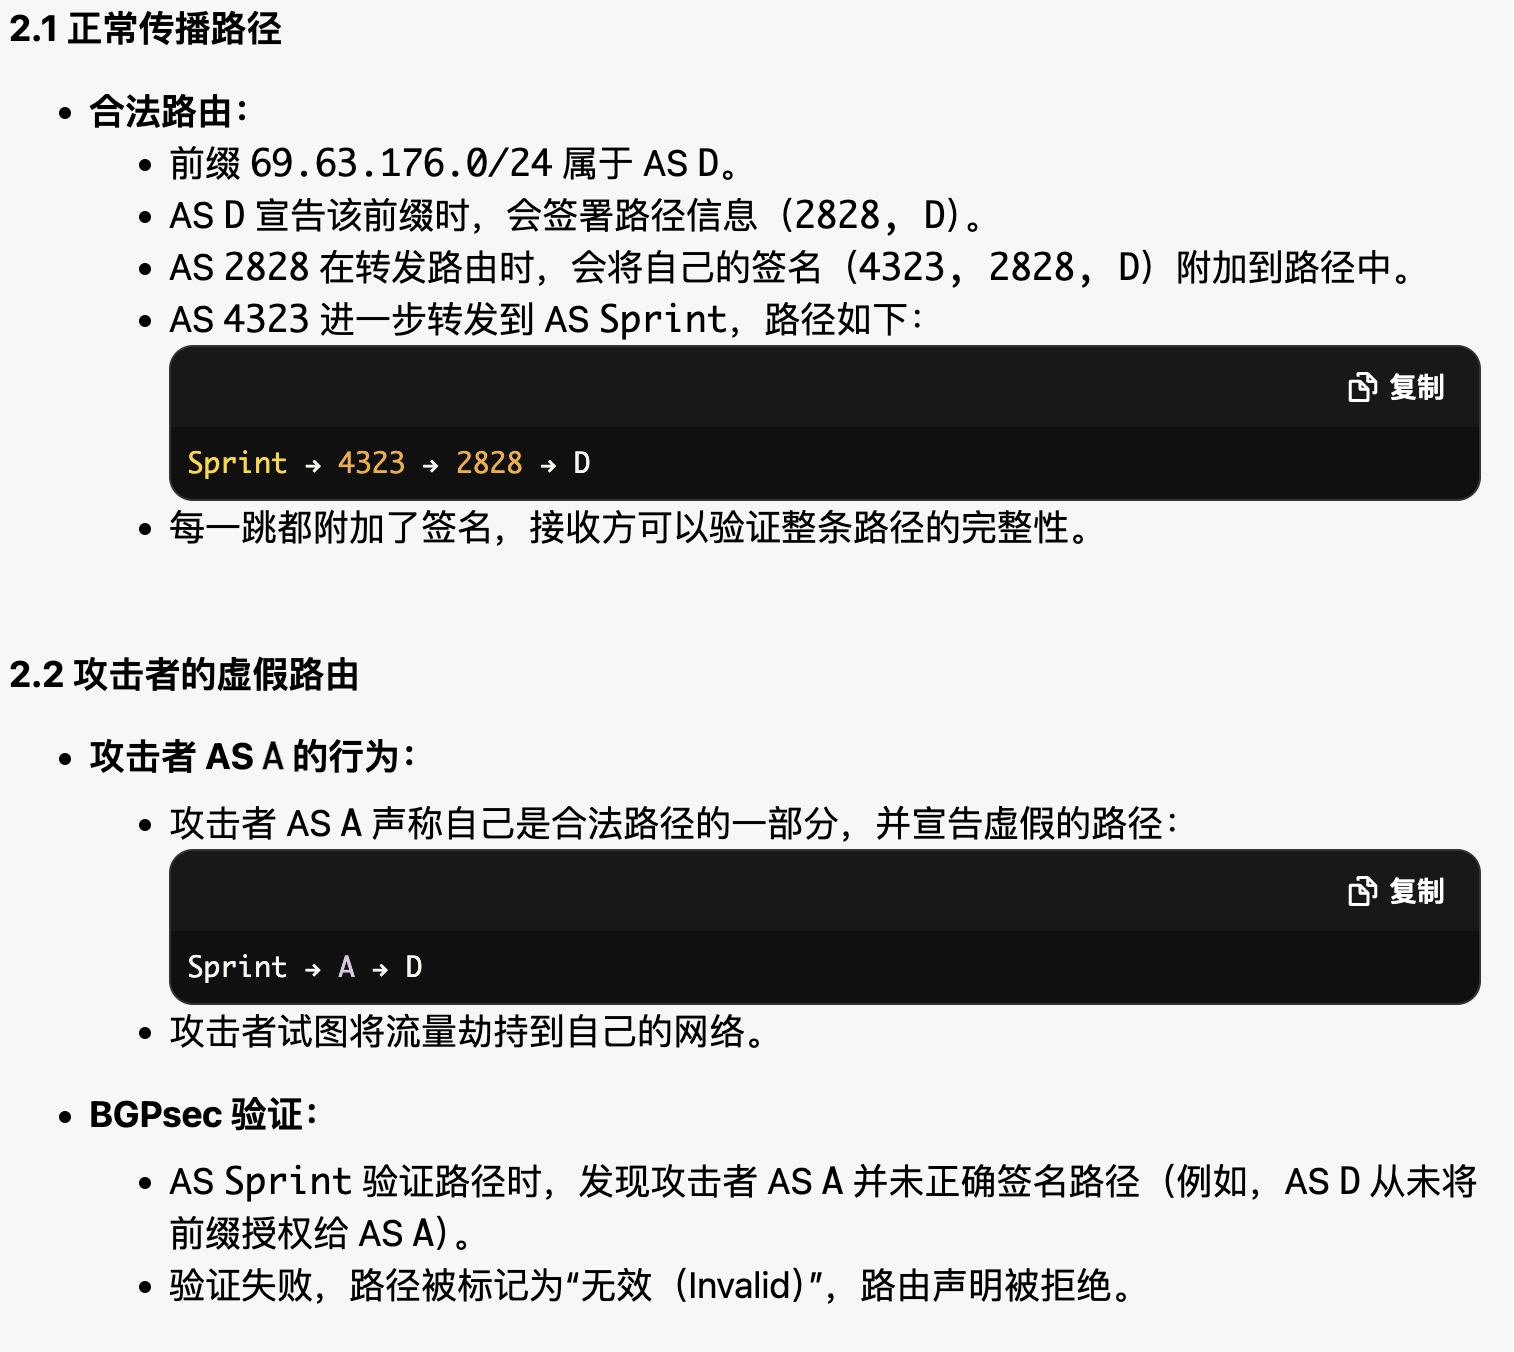 2.1 正常传播路径
合法路由：
前缀 69.63.176.0/24 属于 AS D。
AS D 宣告该前缀时，会签署路径信息（2828, D）。
AS 2828 在转发路由时，会将自己的签名（4323, 2828, D）附加到路径中。
AS 4323 进一步转发到 AS Sprint，路径如下：
复制
Sprint → 4323 → 2828 → D
每一跳都附加了签名，接收方可以验证整条路径的完整性。
2.2 攻击者的虚假路由
攻击者 AS A 的行为：
攻击者 AS A 声称自己是合法路径的一部分，并宣告虚假的路径：
复制
Sprint → A → D
攻击者试图将流量劫持到自己的网络。
BGPsec 验证：
AS Sprint 验证路径时，发现攻击者 AS A 并未正确签名路径（例如，AS D 从未将
前缀授权给 AS A）。
验证失败，路径被标记为“无效（Invalid）”，路由声明被拒绝。